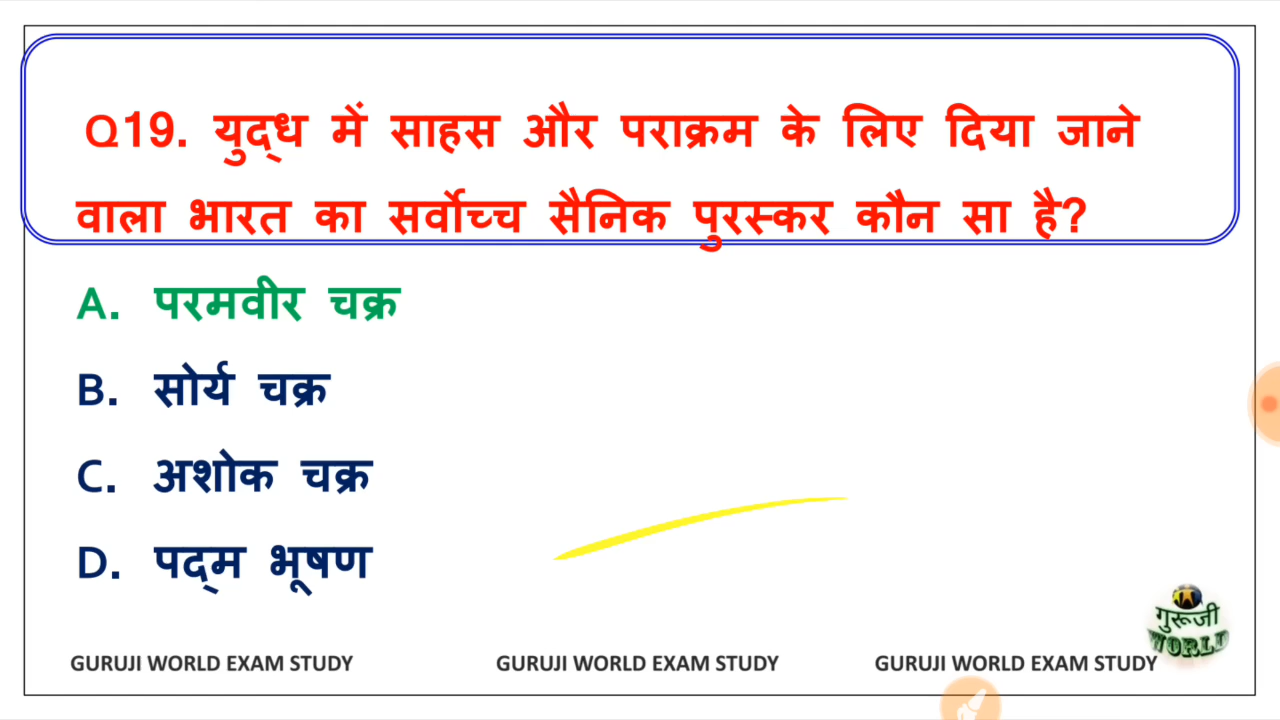 Q19. युद्ध में साहस और पराक्रम के लिए दिया जाने
वाला भारत का सर्वोच्च सैनिक पुरस्कर कौन सा है?
A. परमवीर चक्र
B. सोर्य चक्र
C. अशोक चक्र
D. पद्म भूषण
गुरूजी
WORLD
GURUJI WORLD EXAM STUDY GURUJI WORLD EXAM STUDY GURUJI WORLD EXAM STUDY